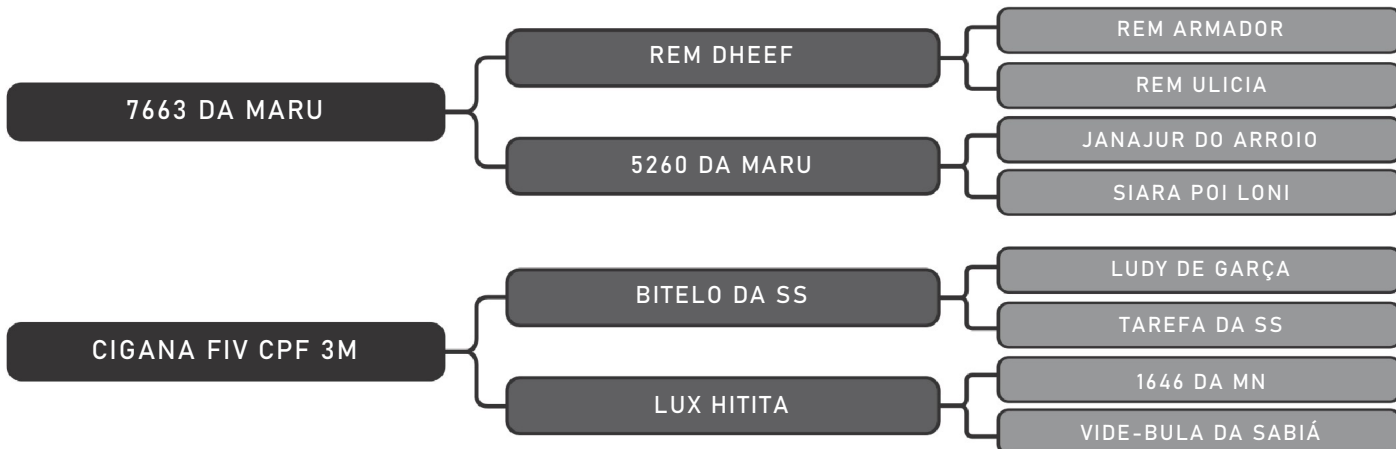 7663 DA MARU
REM DHEEF
REM ARMADOR
REM ULICIA
5260 DA MARU
JANAJUR DO ARROIO
SIARA POI LONI
CIGANA FIV CPF 3M
BITELO DA SS
LUDY DE GARÇA
TAREFA DA SS
LUX HITITA
1646 DA MN
VIDE-BULA DA SABIÁ